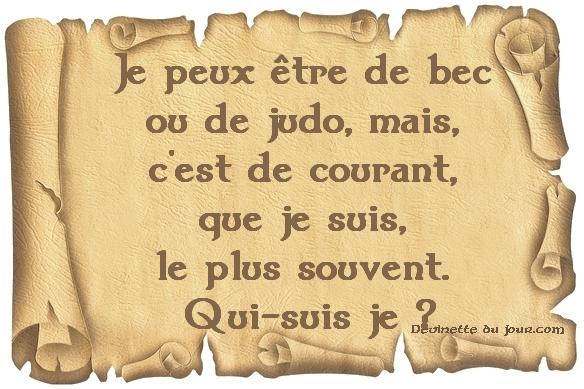 Je peux être de bec
ou de judo, mais,
c'est de courant,
que je suis,
le plus souvent.
Qui-suis je ?
Devinette du jour.com